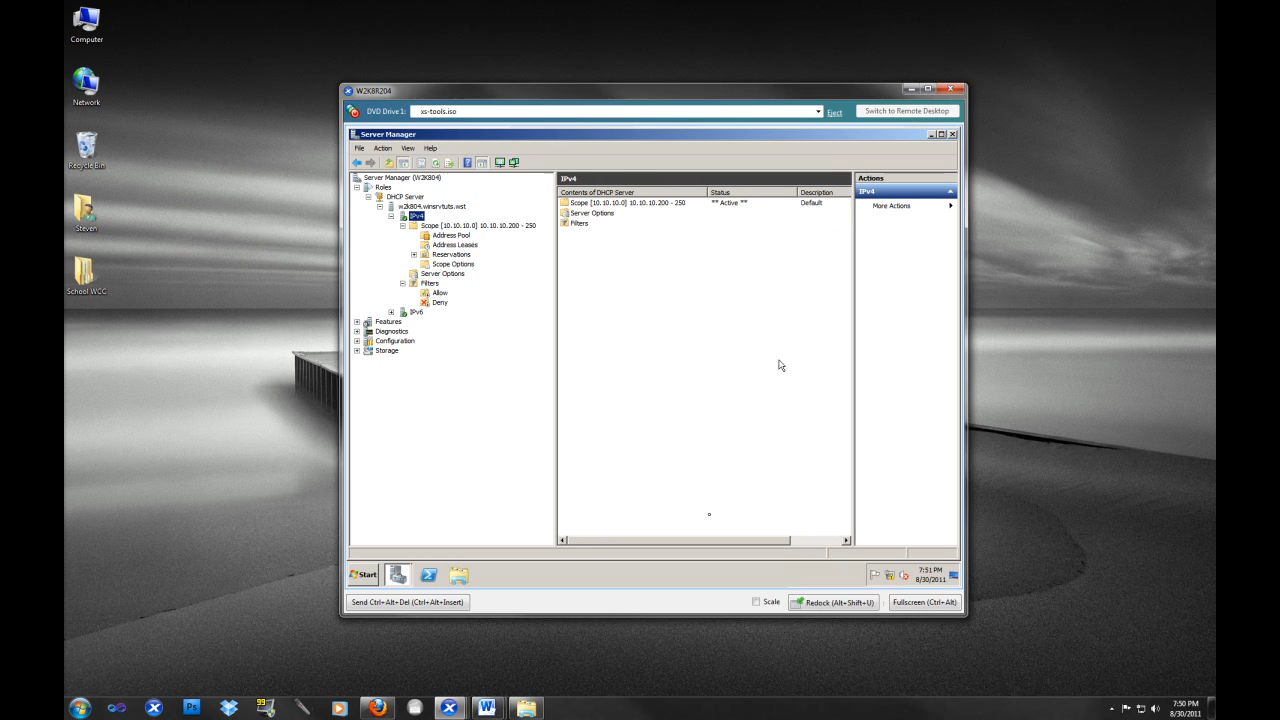 Computer
Network
Recycle Bin
Steven
School WCC
W2K8R204
DVD Drive 1: xs-tools.iso Eject Switch to Remote Desktop
Server Manager
File Action View Help
Server Manager (W2K804)
Roles
DHCP Server
w2k804.winsrvtuts.wst
IPv4
Scope [10.10.10.0] 10.10.10.200 - 250
Address Pool
Address Leases
Reservations
Scope Options
Server Options
Filters
Allow
Deny
IPv6
Features
Diagnostics
Configuration
Storage
IPv4
Contents of DHCP Server Status Description
Scope [10.10.10.0] 10.10.10.200 - 250 ** Active ** Default
Server Options
Filters
Actions
IPv4
More Actions
Start
7:51 PM
8/30/2011
Send Ctrl+Alt+Del (Ctrl+Alt+Insert) Scale Redock (Alt+Shift+U) Fullscreen (Ctrl+Alt)
99
Ps
7:50 PM
8/30/2011